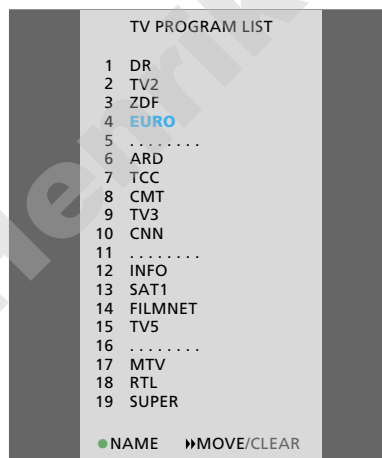 TV PROGRAM LIST
1 DR
2 TV2
3 ZDF
4 EURO
5 . . . . . . . .
6 ARD
7 TCC
8 CMT
9 TV3
10 CNN
11 . . . . . . . .
12 INFO
13 SAT1
14 FILMNET
15 TV5
16 . . . . . . . .
17 MTV
18 RTL
19 SUPER
●NAME ▸▸MOVE/CLEAR